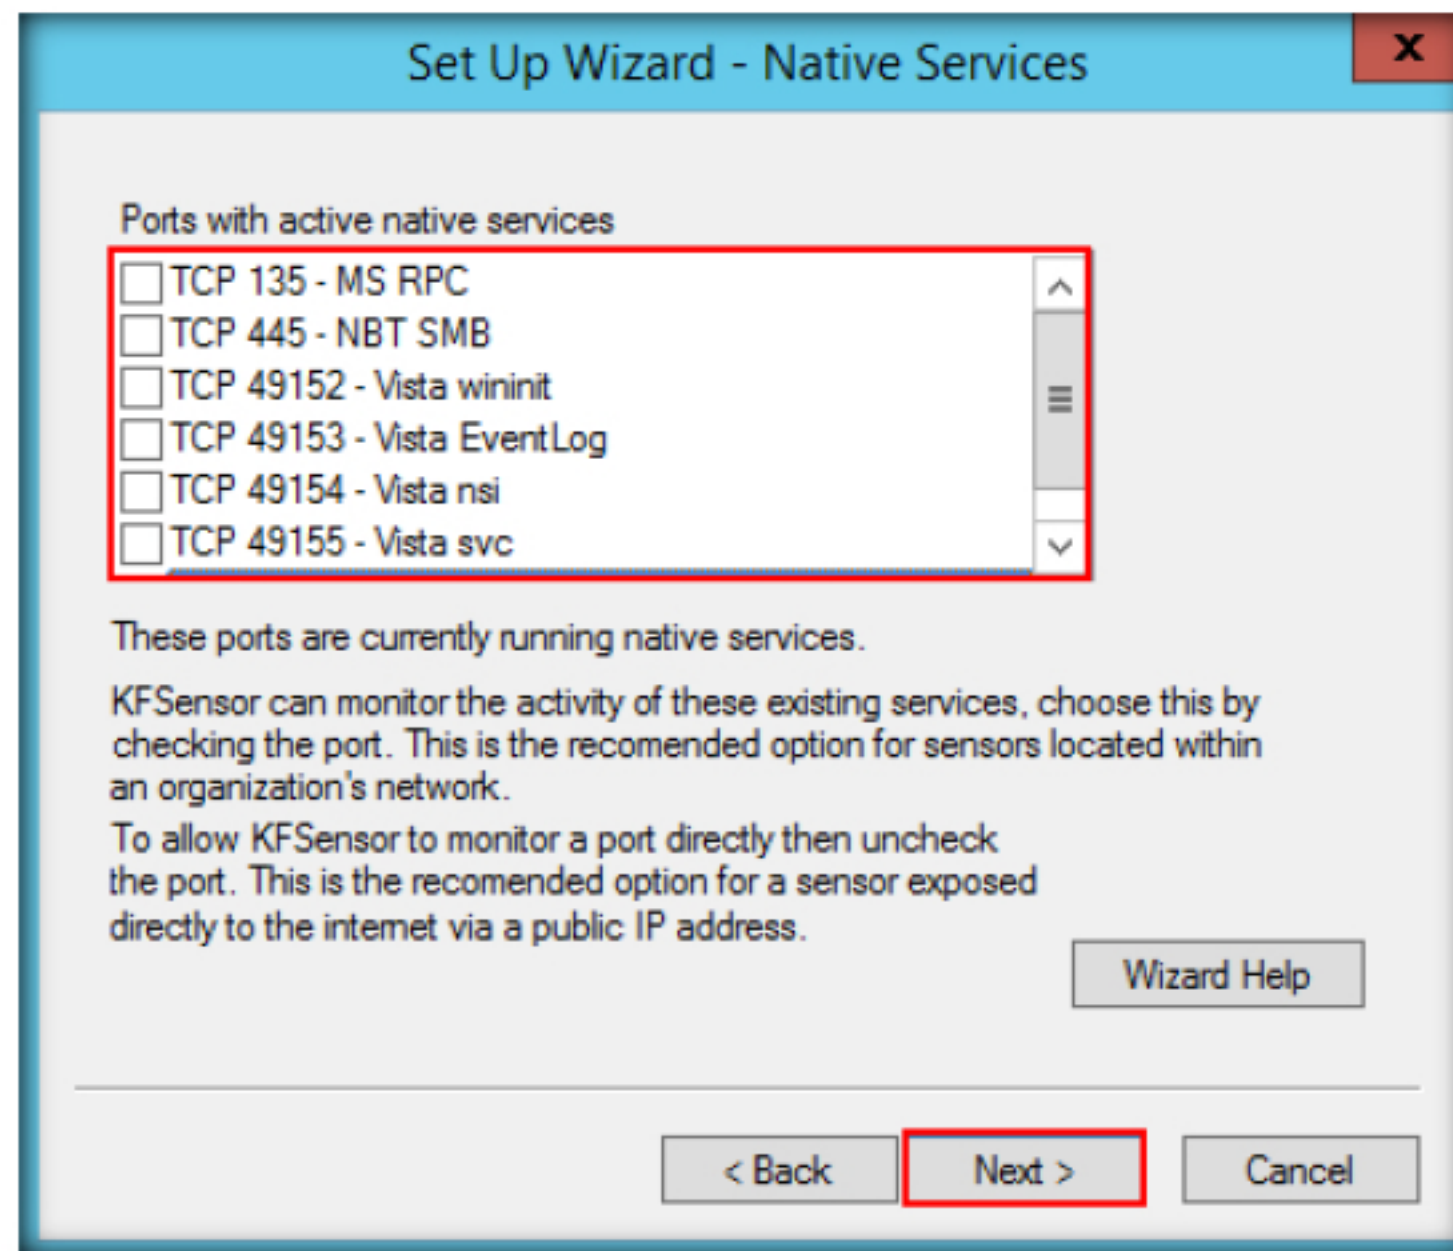 Set Up Wizard - Native Services
x
Ports with active native services
TCP 135 - MS RPC
TCP 445 - NBT SMB
TCP 49152 - Vista wininit
TCP 49153 - Vista EventLog
TCP 49154 - Vista nsi
TCP 49155 - Vista svc
These ports are currently running native services.
KFSensor can monitor the activity of these existing services, choose this by
checking the port. This is the recomended option for sensors located within
an organization's network.
To allow KFSensor to monitor a port directly then uncheck
the port. This is the recomended option for a sensor exposed
directly to the internet via a public IP address.
Wizard Help
< Back
Next >
Cancel